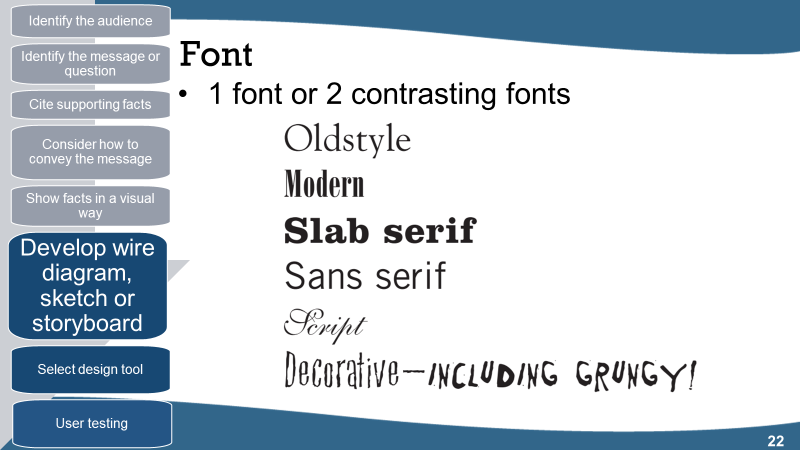 Identify the audience
Identify the message or
question
Cite supporting facts
Consider how to
convey the message
Show facts in a visual
way
Develop wire
diagram,
sketch or
storyboard
Select design tool
User testing
Font
• 1 font or 2 contrasting fonts
Oldstyle
Modern
Slab serif
Sans serif
Script
Decorative—INCLUDING GRUNGY!
22